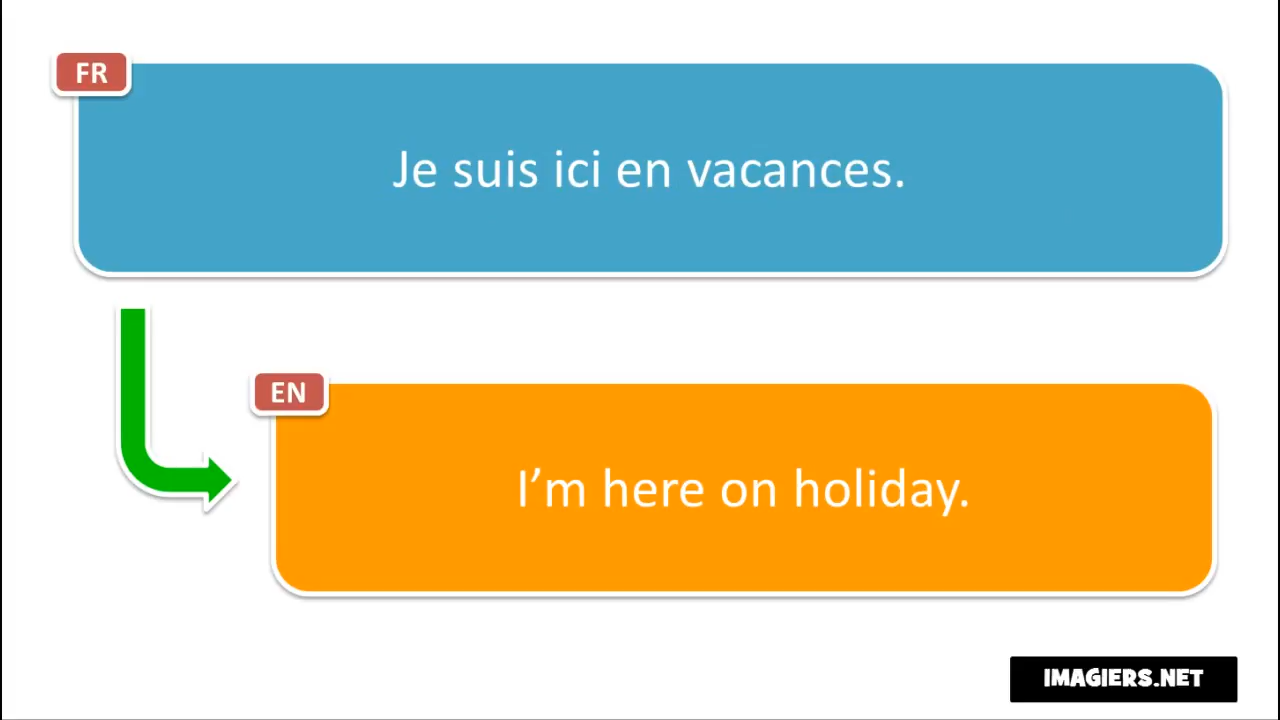 FR
Je suis ici en vacances.
EN
I’m here on holiday.
IMAGIERS.NET